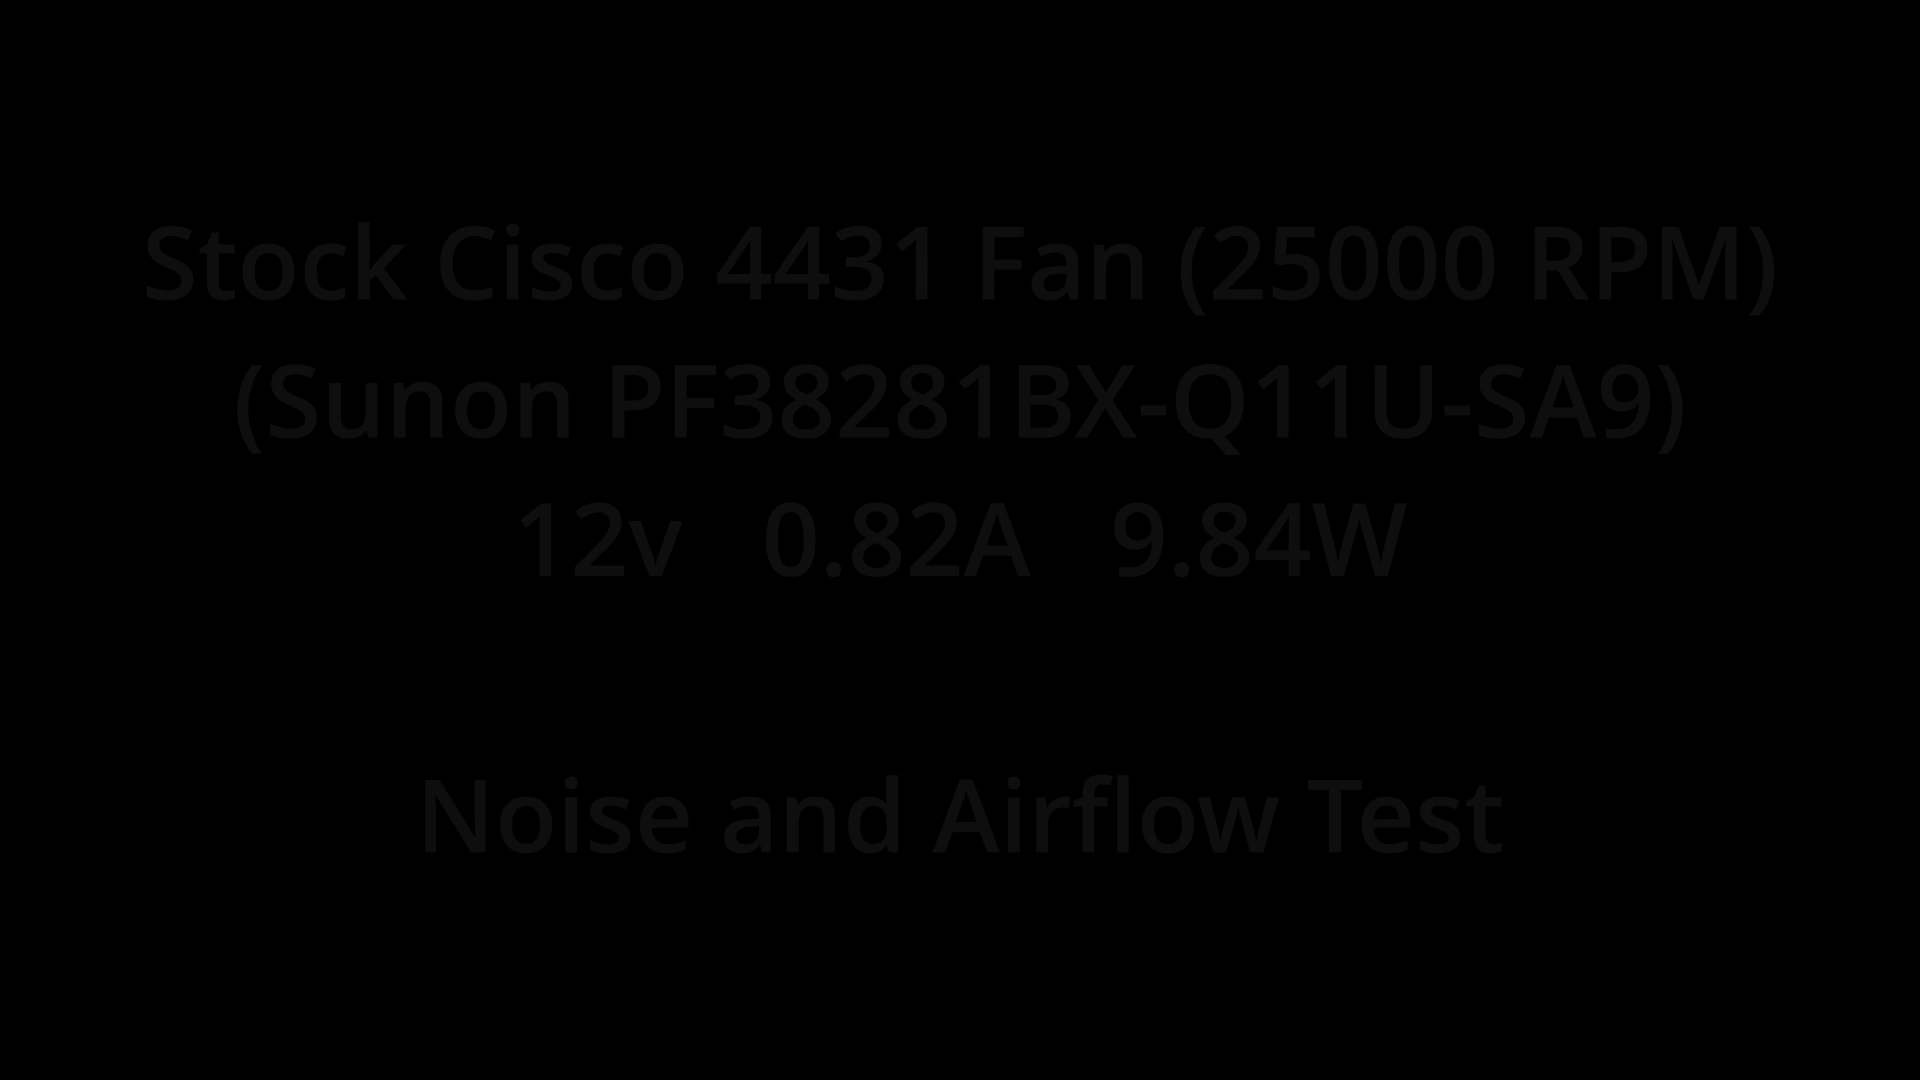 Stock Cisco 4431 Fan (25000 RPM)
(Sunon PF38281BX-Q11U-SA9)
12v 0.82A 9.84W
Noise and Airflow Test